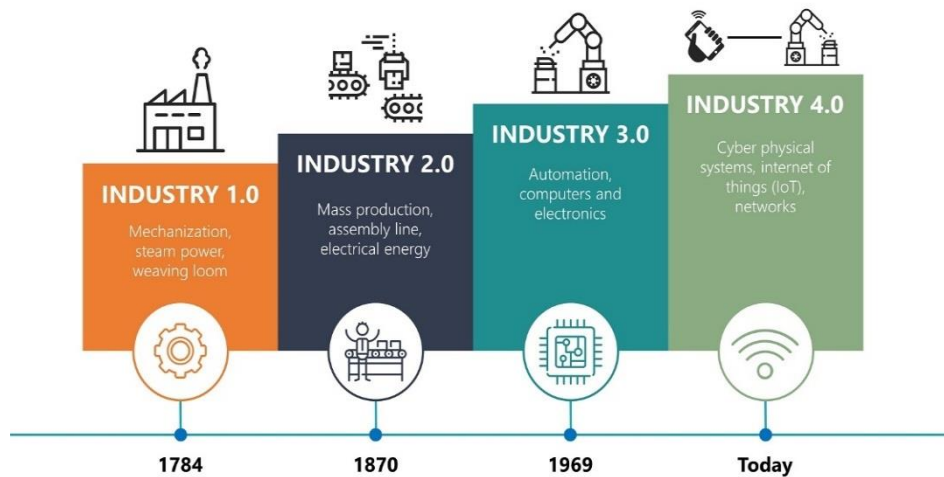 INDUSTRY 1.0
Mechanization,
steam power,
weaving loom
INDUSTRY 2.0
Mass production,
assembly line,
electrical energy
INDUSTRY 3.0
Automation,
computers and
electronics
INDUSTRY 4.0
Cyber physical
systems, internet of
things (IoT),
networks
1784
1870
1969
Today